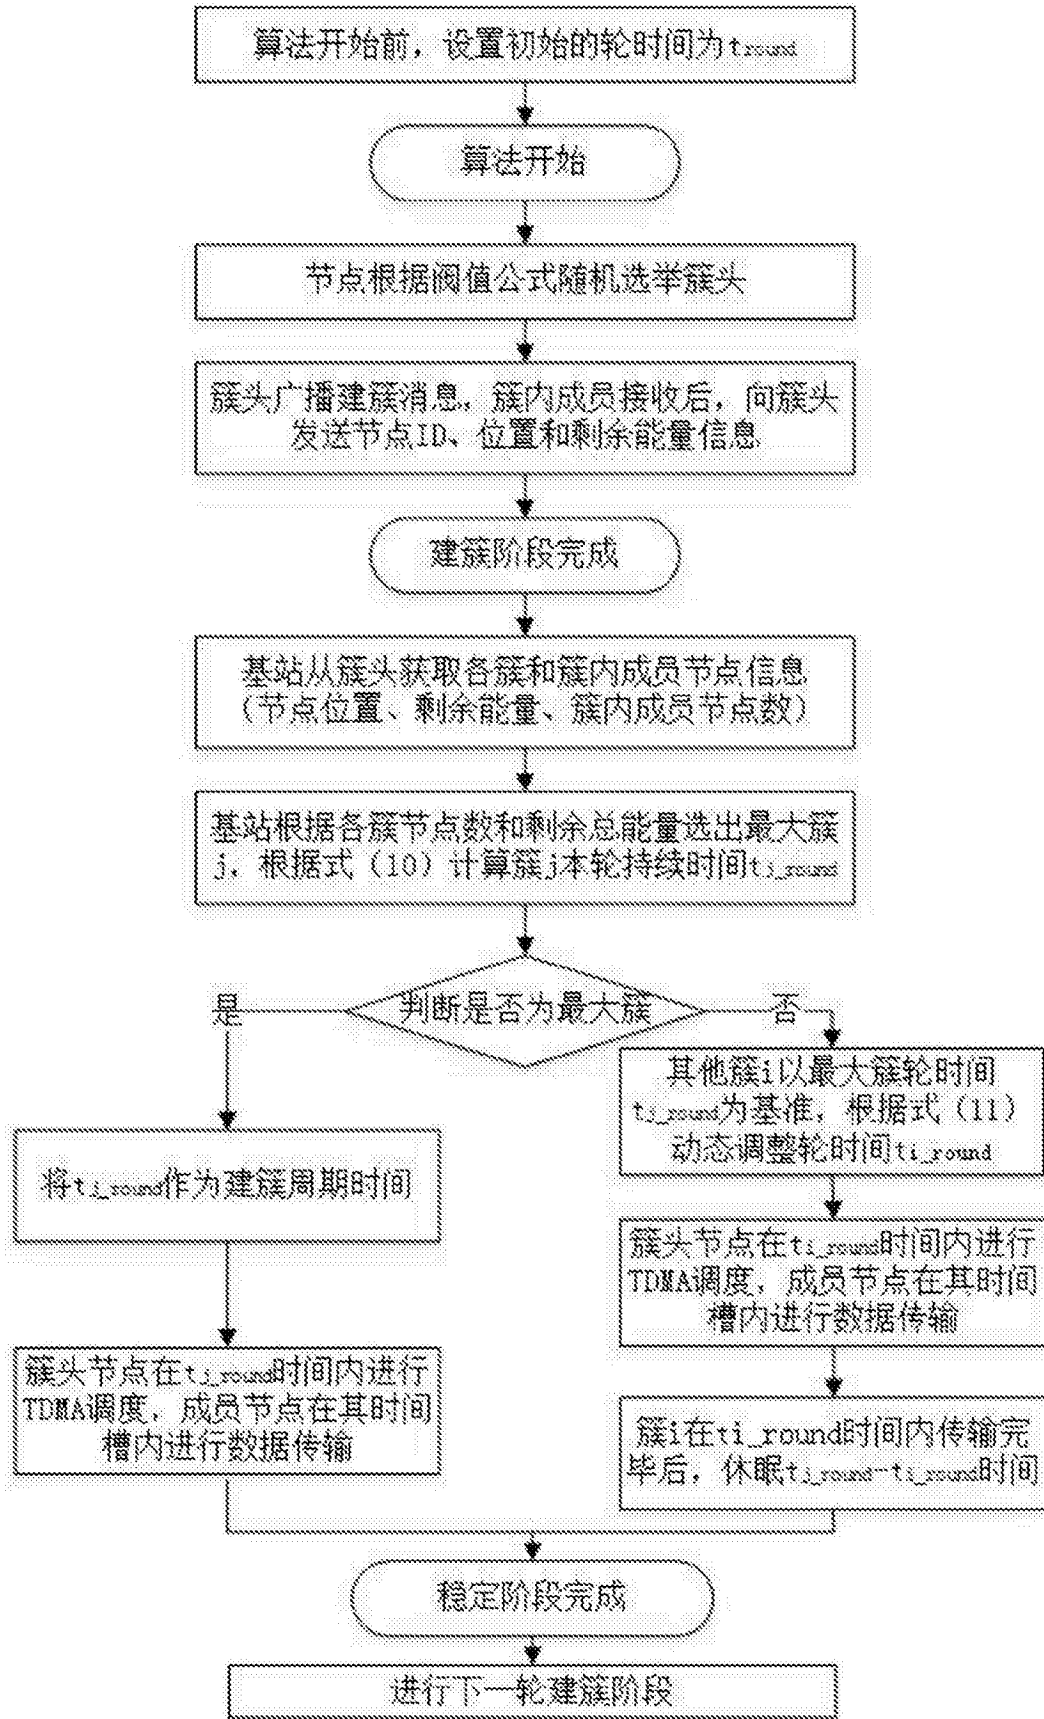 算法开始前，设置初始的轮时间为tround
算法开始
节点根据阀值公式随机选举簇头
簇头广播建簇消息，簇内成员接收后，向簇头
发送节点ID、位置和剩余能量信息
建簇阶段完成
基站从簇头获取各簇和簇内成员节点信息
（节点位置、剩余能量、簇内成员节点数）
基站根据各簇节点数和剩余总能量选出最大簇
j，根据式（10）计算簇j本轮持续时间tj_round
判断是否为最大簇
是
否
其他簇i以最大簇轮时间
tj_round为基准，根据式（11）
动态调整轮时间ti_round
将tj_round作为建簇周期时间
簇头节点在ti_round时间内进行
TDMA调度，成员节点在其时间
槽内进行数据传输
簇头节点在tj_round时间内进行
TDMA调度，成员节点在其时间
槽内进行数据传输
簇i在ti_round时间内传输完
毕后，休眠tj_round-ti_round时间
稳定阶段完成
进行下一轮建簇阶段